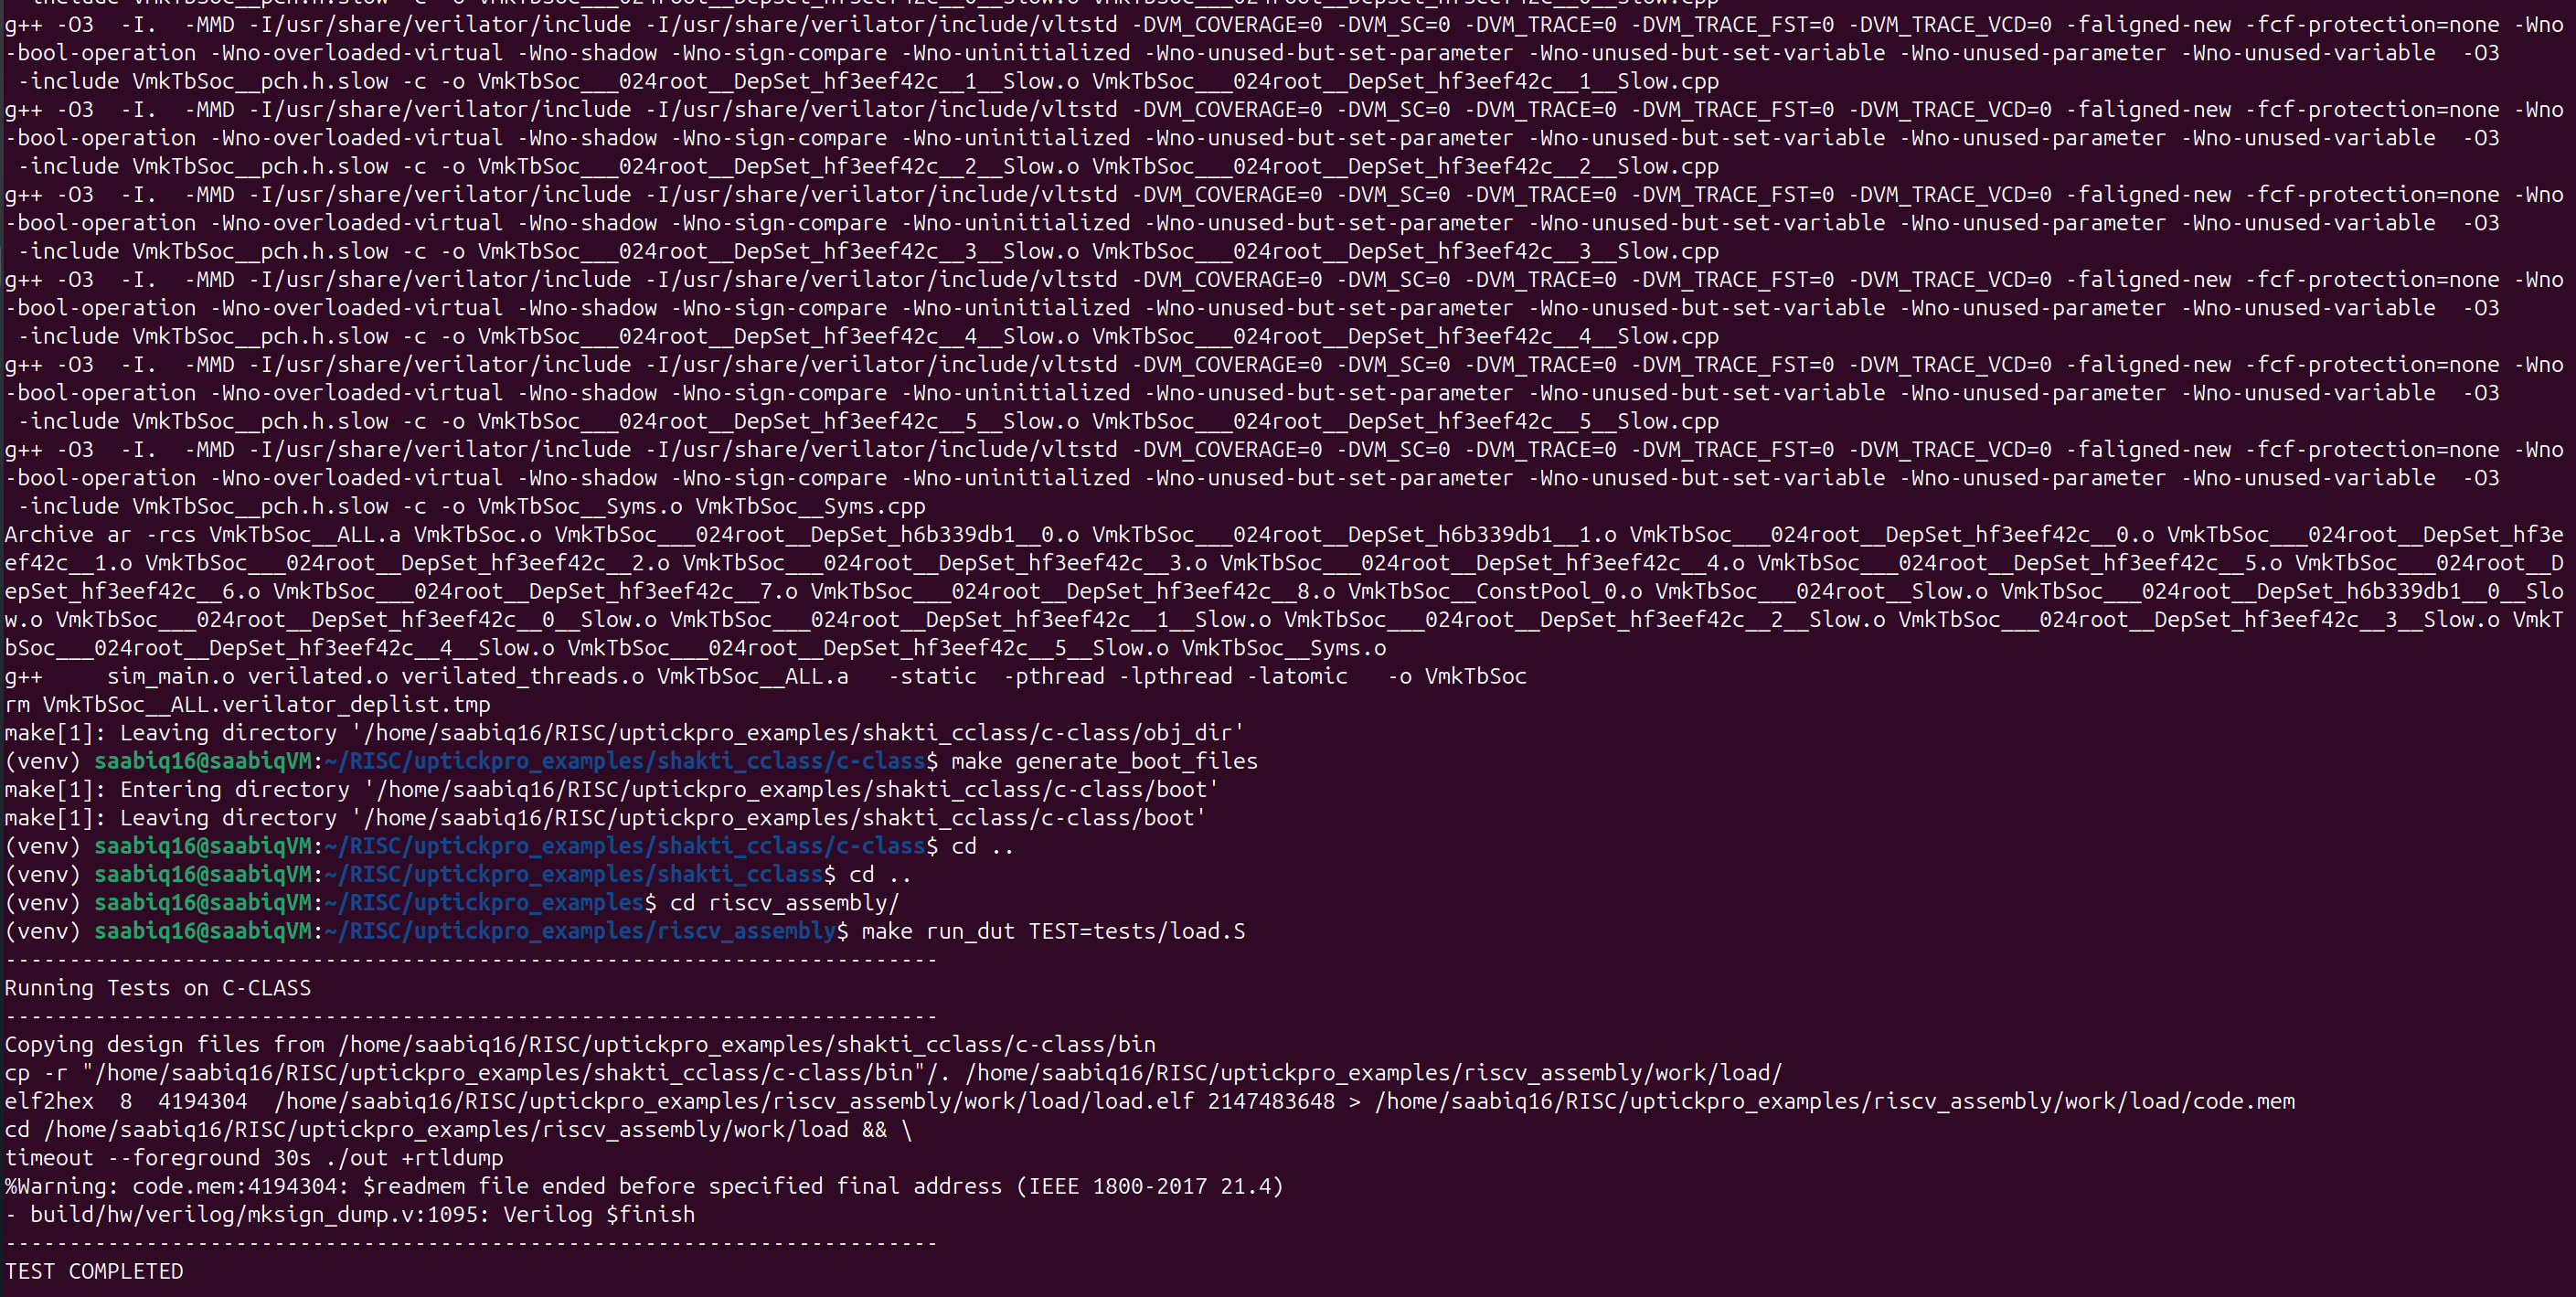 -include VmkTbSoc__pch.h.slow -c -o VmkTbSoc___024root__DepSet_hf3eef42c__0__Slow.o VmkTbSoc___024root__DepSet_hf3eef42c__0__Slow.cpp
g++ -O3  -I.  -MMD -I/usr/share/verilator/include -I/usr/share/verilator/include/vltstd -DVM_COVERAGE=0 -DVM_SC=0 -DVM_TRACE=0 -DVM_TRACE_FST=0 -DVM_TRACE_VCD=0 -faligned-new -fcf-protection=none -Wno
-bool-operation -Wno-overloaded-virtual -Wno-shadow -Wno-sign-compare -Wno-uninitialized -Wno-unused-but-set-parameter -Wno-unused-but-set-variable -Wno-unused-parameter -Wno-unused-variable  -O3
 -include VmkTbSoc__pch.h.slow -c -o VmkTbSoc___024root__DepSet_hf3eef42c__1__Slow.o VmkTbSoc___024root__DepSet_hf3eef42c__1__Slow.cpp
g++ -O3  -I.  -MMD -I/usr/share/verilator/include -I/usr/share/verilator/include/vltstd -DVM_COVERAGE=0 -DVM_SC=0 -DVM_TRACE=0 -DVM_TRACE_FST=0 -DVM_TRACE_VCD=0 -faligned-new -fcf-protection=none -Wno
-bool-operation -Wno-overloaded-virtual -Wno-shadow -Wno-sign-compare -Wno-uninitialized -Wno-unused-but-set-parameter -Wno-unused-but-set-variable -Wno-unused-parameter -Wno-unused-variable  -O3
 -include VmkTbSoc__pch.h.slow -c -o VmkTbSoc___024root__DepSet_hf3eef42c__2__Slow.o VmkTbSoc___024root__DepSet_hf3eef42c__2__Slow.cpp
g++ -O3  -I.  -MMD -I/usr/share/verilator/include -I/usr/share/verilator/include/vltstd -DVM_COVERAGE=0 -DVM_SC=0 -DVM_TRACE=0 -DVM_TRACE_FST=0 -DVM_TRACE_VCD=0 -faligned-new -fcf-protection=none -Wno
-bool-operation -Wno-overloaded-virtual -Wno-shadow -Wno-sign-compare -Wno-uninitialized -Wno-unused-but-set-parameter -Wno-unused-but-set-variable -Wno-unused-parameter -Wno-unused-variable  -O3
 -include VmkTbSoc__pch.h.slow -c -o VmkTbSoc___024root__DepSet_hf3eef42c__3__Slow.o VmkTbSoc___024root__DepSet_hf3eef42c__3__Slow.cpp
g++ -O3  -I.  -MMD -I/usr/share/verilator/include -I/usr/share/verilator/include/vltstd -DVM_COVERAGE=0 -DVM_SC=0 -DVM_TRACE=0 -DVM_TRACE_FST=0 -DVM_TRACE_VCD=0 -faligned-new -fcf-protection=none -Wno
-bool-operation -Wno-overloaded-virtual -Wno-shadow -Wno-sign-compare -Wno-uninitialized -Wno-unused-but-set-parameter -Wno-unused-but-set-variable -Wno-unused-parameter -Wno-unused-variable  -O3
 -include VmkTbSoc__pch.h.slow -c -o VmkTbSoc___024root__DepSet_hf3eef42c__4__Slow.o VmkTbSoc___024root__DepSet_hf3eef42c__4__Slow.cpp
g++ -O3  -I.  -MMD -I/usr/share/verilator/include -I/usr/share/verilator/include/vltstd -DVM_COVERAGE=0 -DVM_SC=0 -DVM_TRACE=0 -DVM_TRACE_FST=0 -DVM_TRACE_VCD=0 -faligned-new -fcf-protection=none -Wno
-bool-operation -Wno-overloaded-virtual -Wno-shadow -Wno-sign-compare -Wno-uninitialized -Wno-unused-but-set-parameter -Wno-unused-but-set-variable -Wno-unused-parameter -Wno-unused-variable  -O3
 -include VmkTbSoc__pch.h.slow -c -o VmkTbSoc___024root__DepSet_hf3eef42c__5__Slow.o VmkTbSoc___024root__DepSet_hf3eef42c__5__Slow.cpp
g++ -O3  -I.  -MMD -I/usr/share/verilator/include -I/usr/share/verilator/include/vltstd -DVM_COVERAGE=0 -DVM_SC=0 -DVM_TRACE=0 -DVM_TRACE_FST=0 -DVM_TRACE_VCD=0 -faligned-new -fcf-protection=none -Wno
-bool-operation -Wno-overloaded-virtual -Wno-shadow -Wno-sign-compare -Wno-uninitialized -Wno-unused-but-set-parameter -Wno-unused-but-set-variable -Wno-unused-parameter -Wno-unused-variable  -O3
 -include VmkTbSoc__pch.h.slow -c -o VmkTbSoc__Syms.o VmkTbSoc__Syms.cpp
Archive ar -rcs VmkTbSoc__ALL.a VmkTbSoc.o VmkTbSoc___024root__DepSet_h6b339db1__0.o VmkTbSoc___024root__DepSet_h6b339db1__1.o VmkTbSoc___024root__DepSet_hf3eef42c__0.o VmkTbSoc___024root__DepSet_hf3e
ef42c__1.o VmkTbSoc___024root__DepSet_hf3eef42c__2.o VmkTbSoc___024root__DepSet_hf3eef42c__3.o VmkTbSoc___024root__DepSet_hf3eef42c__4.o VmkTbSoc___024root__DepSet_hf3eef42c__5.o VmkTbSoc___024root__D
epSet_hf3eef42c__6.o VmkTbSoc___024root__DepSet_hf3eef42c__7.o VmkTbSoc___024root__DepSet_hf3eef42c__8.o VmkTbSoc__ConstPool_0.o VmkTbSoc___024root__Slow.o VmkTbSoc___024root__DepSet_h6b339db1__0__Slo
w.o VmkTbSoc___024root__DepSet_hf3eef42c__0__Slow.o VmkTbSoc___024root__DepSet_hf3eef42c__1__Slow.o VmkTbSoc___024root__DepSet_hf3eef42c__2__Slow.o VmkTbSoc___024root__DepSet_hf3eef42c__3__Slow.o VmkT
bSoc___024root__DepSet_hf3eef42c__4__Slow.o VmkTbSoc___024root__DepSet_hf3eef42c__5__Slow.o VmkTbSoc__Syms.o
g++     sim_main.o verilated.o verilated_threads.o VmkTbSoc__ALL.a   -static  -pthread -lpthread -latomic   -o VmkTbSoc
rm VmkTbSoc__ALL.verilator_deplist.tmp
make[1]: Leaving directory '/home/saabiq16/RISC/uptickpro_examples/shakti_cclass/c-class/obj_dir'
(venv) saabiq16@saabiqVM:~/RISC/uptickpro_examples/shakti_cclass/c-class$ make generate_boot_files
make[1]: Entering directory '/home/saabiq16/RISC/uptickpro_examples/shakti_cclass/c-class/boot'
make[1]: Leaving directory '/home/saabiq16/RISC/uptickpro_examples/shakti_cclass/c-class/boot'
(venv) saabiq16@saabiqVM:~/RISC/uptickpro_examples/shakti_cclass/c-class$ cd ..
(venv) saabiq16@saabiqVM:~/RISC/uptickpro_examples/shakti_cclass$ cd ..
(venv) saabiq16@saabiqVM:~/RISC/uptickpro_examples$ cd riscv_assembly/
(venv) saabiq16@saabiqVM:~/RISC/uptickpro_examples/riscv_assembly$ make run_dut TEST=tests/load.S
-------------------------------------------------------------------------
Running Tests on C-CLASS
-------------------------------------------------------------------------
Copying design files from /home/saabiq16/RISC/uptickpro_examples/shakti_cclass/c-class/bin
cp -r "/home/saabiq16/RISC/uptickpro_examples/shakti_cclass/c-class/bin"/. /home/saabiq16/RISC/uptickpro_examples/riscv_assembly/work/load/
elf2hex  8  4194304  /home/saabiq16/RISC/uptickpro_examples/riscv_assembly/work/load/load.elf 2147483648 > /home/saabiq16/RISC/uptickpro_examples/riscv_assembly/work/load/code.mem
cd /home/saabiq16/RISC/uptickpro_examples/riscv_assembly/work/load && \
timeout --foreground 30s ./out +rtldump
%Warning: code.mem:4194304: $readmem file ended before specified final address (IEEE 1800-2017 21.4)
- build/hw/verilog/mksign_dump.v:1095: Verilog $finish
-------------------------------------------------------------------------
TEST COMPLETED